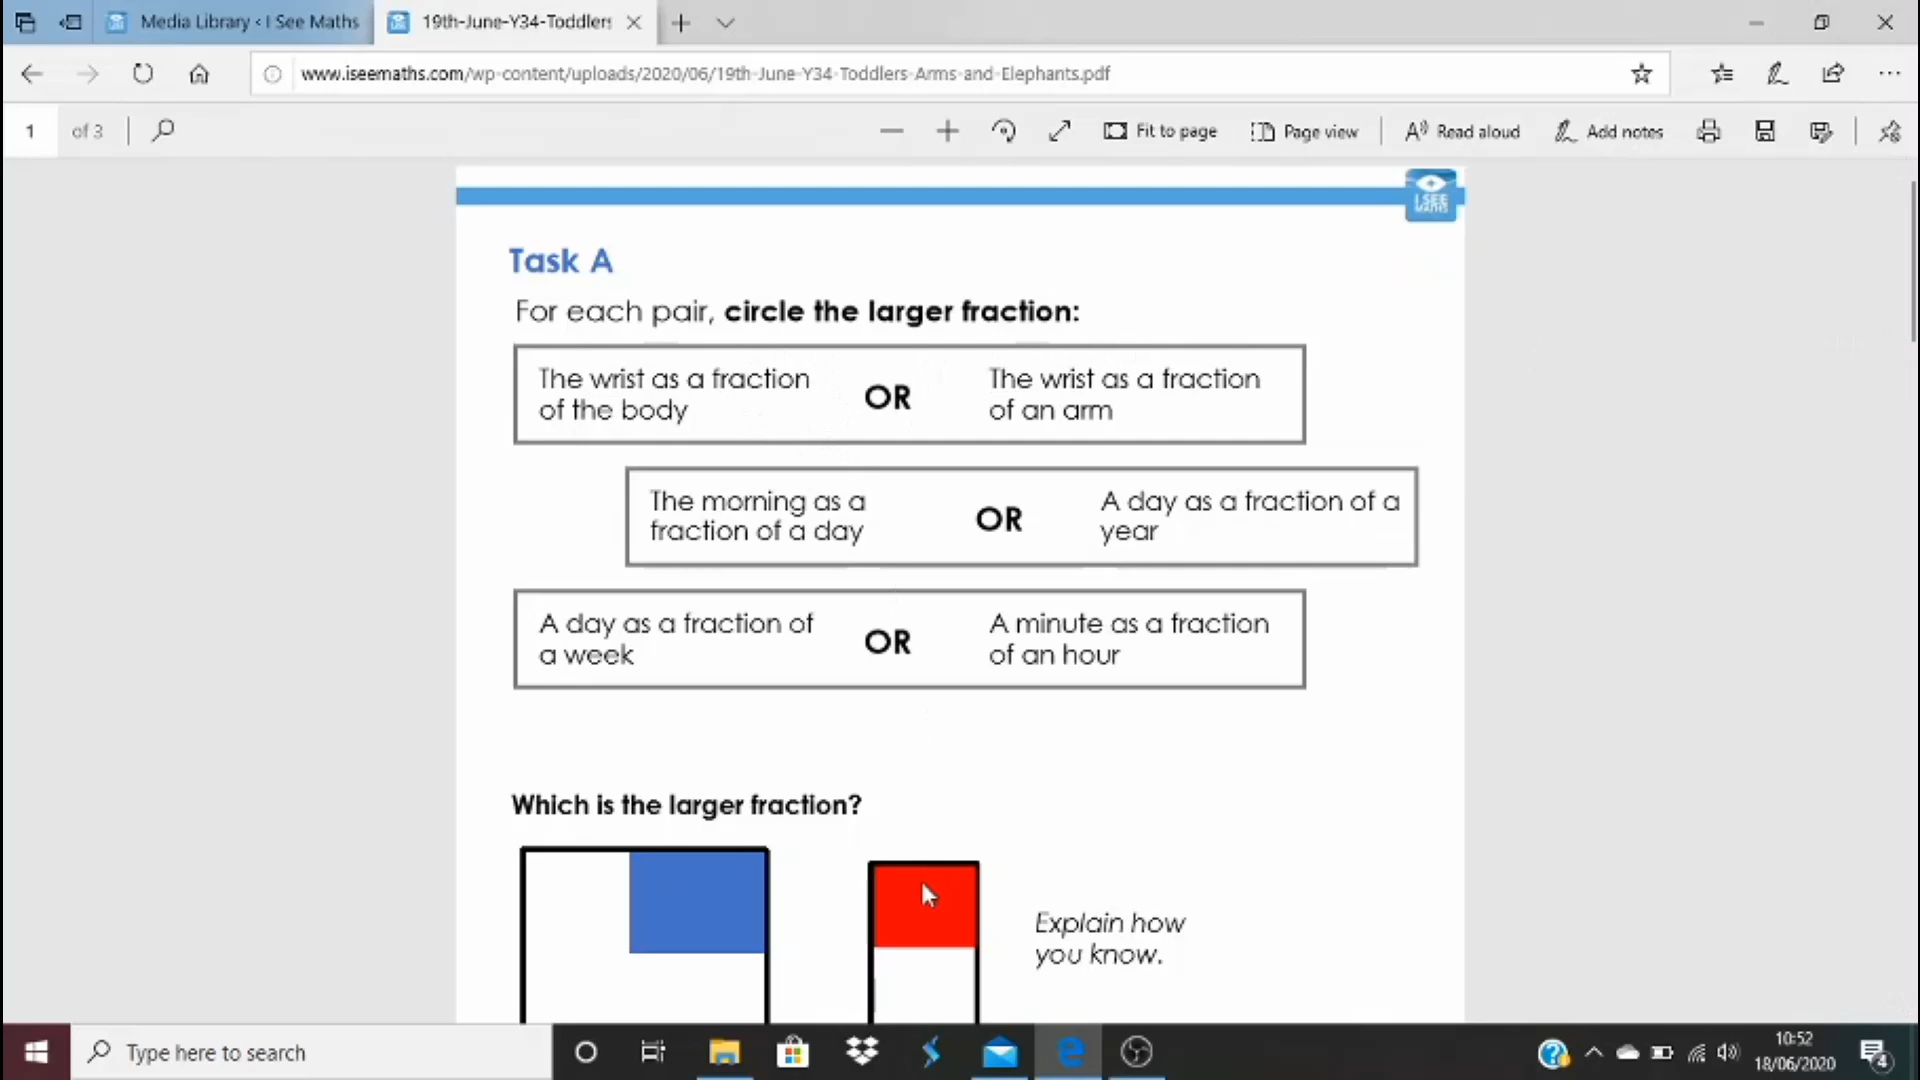 Media Library ‹ I See Maths
19th-June-Y34-Toddlers
www.iseemaths.com/wp-content/uploads/2020/06/19th-June-Y34-Toddlers-Arms-and-Elephants.pdf
1 of 3
Fit to page
Page view
Read aloud
Add notes
I SEE
MATHS
Task A
For each pair, circle the larger fraction:
The wrist as a fraction
of the body
OR
The wrist as a fraction
of an arm
The morning as a
fraction of a day
OR
A day as a fraction of a
year
A day as a fraction of
a week
OR
A minute as a fraction
of an hour
Which is the larger fraction?
Explain how
you know.
Type here to search
10:52
18/06/2020
4